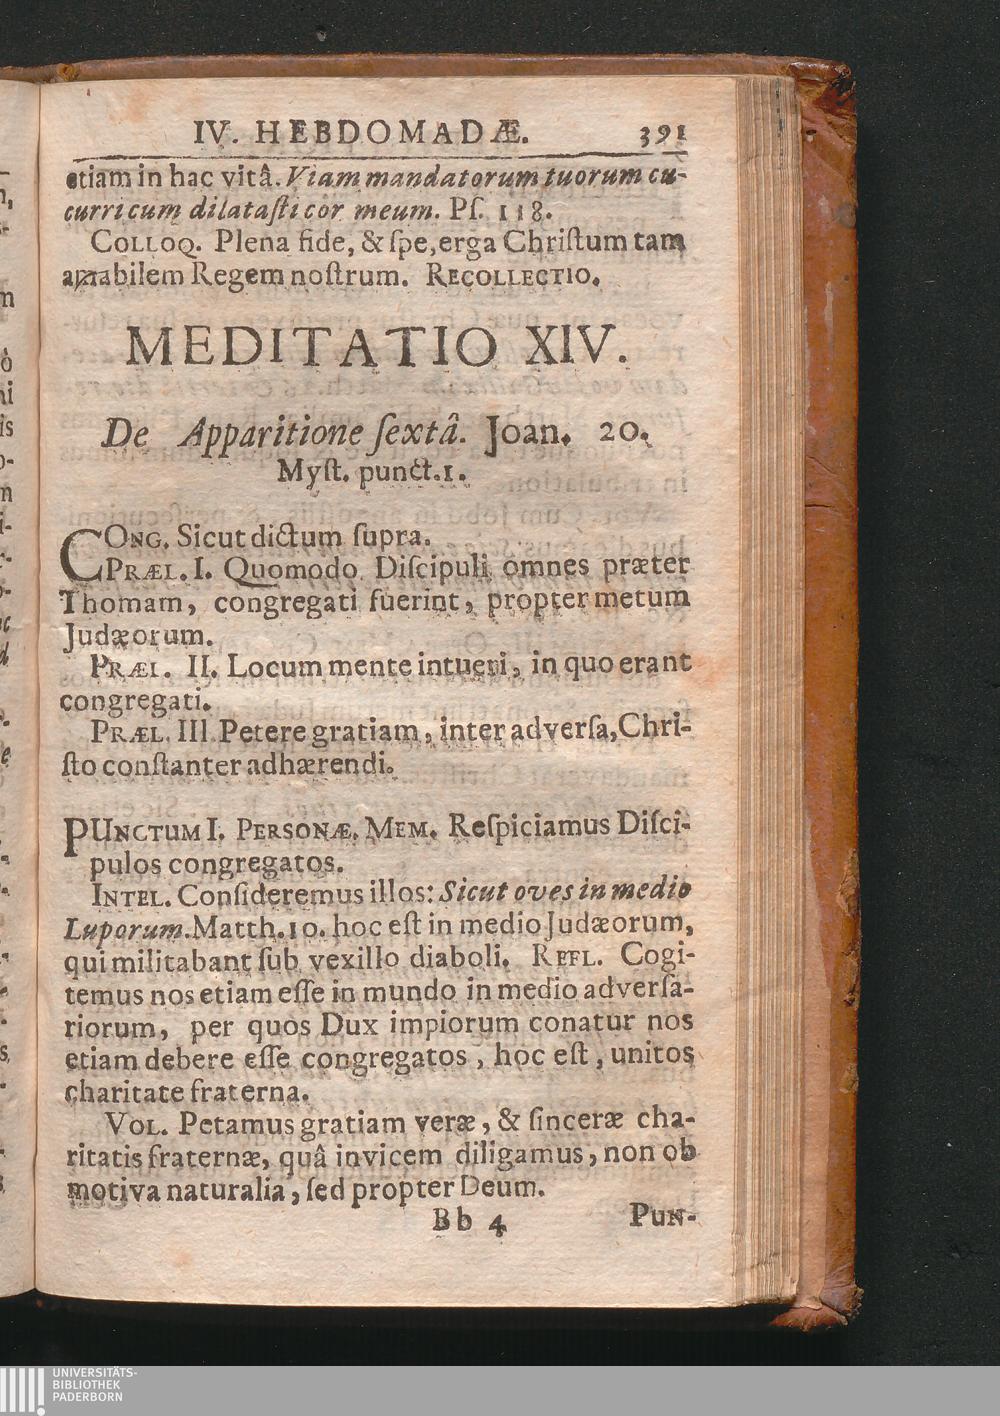 IV. HEBDOMADÆ. 391
etiam in hac vitâ. Viam mandatorum tuorum cu-
curri cum dilataſti cor meum. Pſ. 118.
COLLOQ. Plena fide, & ſpe, erga Chriſtum tam
amabilem Regem noſtrum. RECOLLECTIO.
MEDITATIO XIV.
De Apparitione ſextâ. Joan. 20.
Myſt. punct. 1.
CONG. Sicut dictum ſupra.
PRÆL. I. Quomodo Diſcipuli omnes præter
Thomam, congregati fuerint, propter metum
Judæorum.
PRÆL. II. Locum mente intueri, in quo erant
congregati.
PRÆL. III. Petere gratiam, inter adverſa, Chri-
ſto conſtanter adhærendi.
PUNCTUM I. PERSONÆ. MEM. Reſpiciamus Diſci-
pulos congregatos.
INTEL. Conſideremus illos: Sicut oves in medio
Luporum. Matth. 10. hoc eſt in medio Judæorum,
qui militabant ſub vexillo diaboli. REFL. Cogi-
temus nos etiam eſſe in mundo in medio adverſa-
riorum, per quos Dux impiorum conatur nos
etiam debere eſſe congregatos, hoc eſt, unitos
charitate fraterna.
VOL. Petamus gratiam veræ, & ſinceræ cha-
ritatis fraternæ, quâ invicem diligamus, non ob
motiva naturalia, ſed propter Deum.
Bb 4 PUN-
UNIVERSITÄTS-
BIBLIOTHEK
PADERBORN